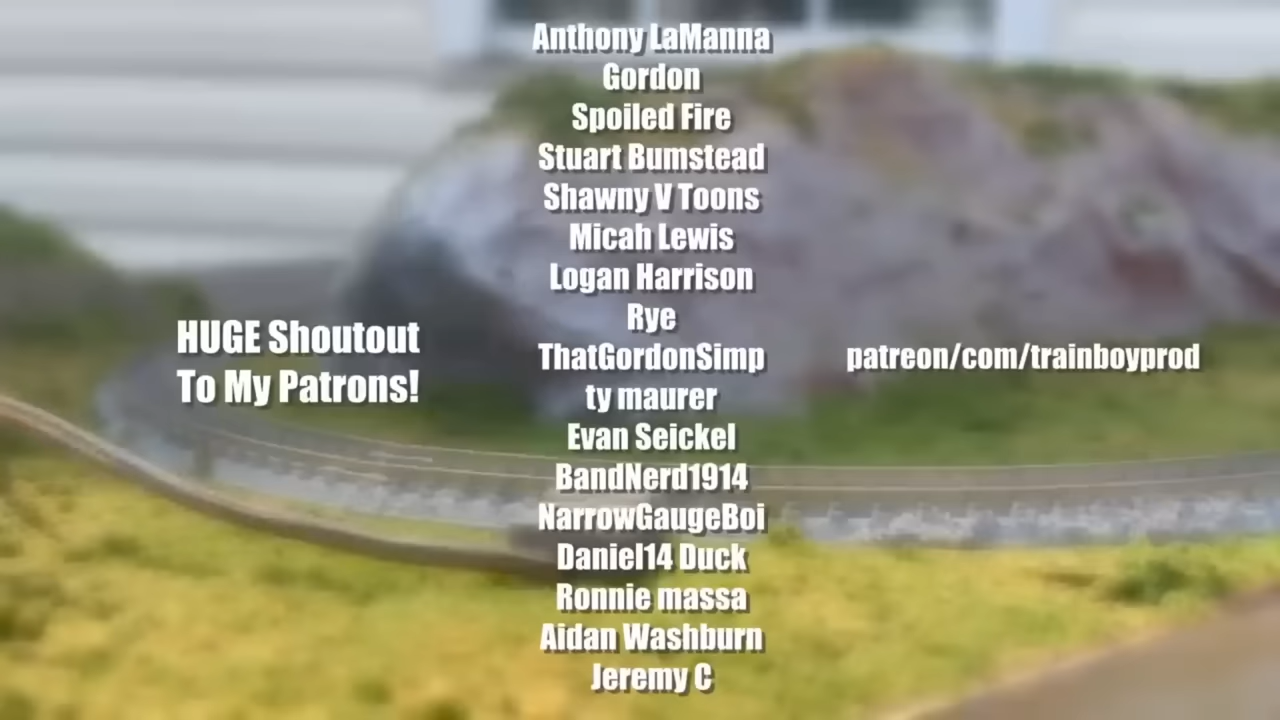 HUGE Shoutout
To My Patrons!
Anthony LaManna
Gordon
Spoiled Fire
Stuart Bumstead
Shawny V Toons
Micah Lewis
Logan Harrison
Rye
ThatGordonSimp
ty maurer
Evan Seickel
BandNerd1914
NarrowGaugeBoi
Daniel14 Duck
Ronnie massa
Aidan Washburn
Jeremy C
patreon/com/trainboyprod